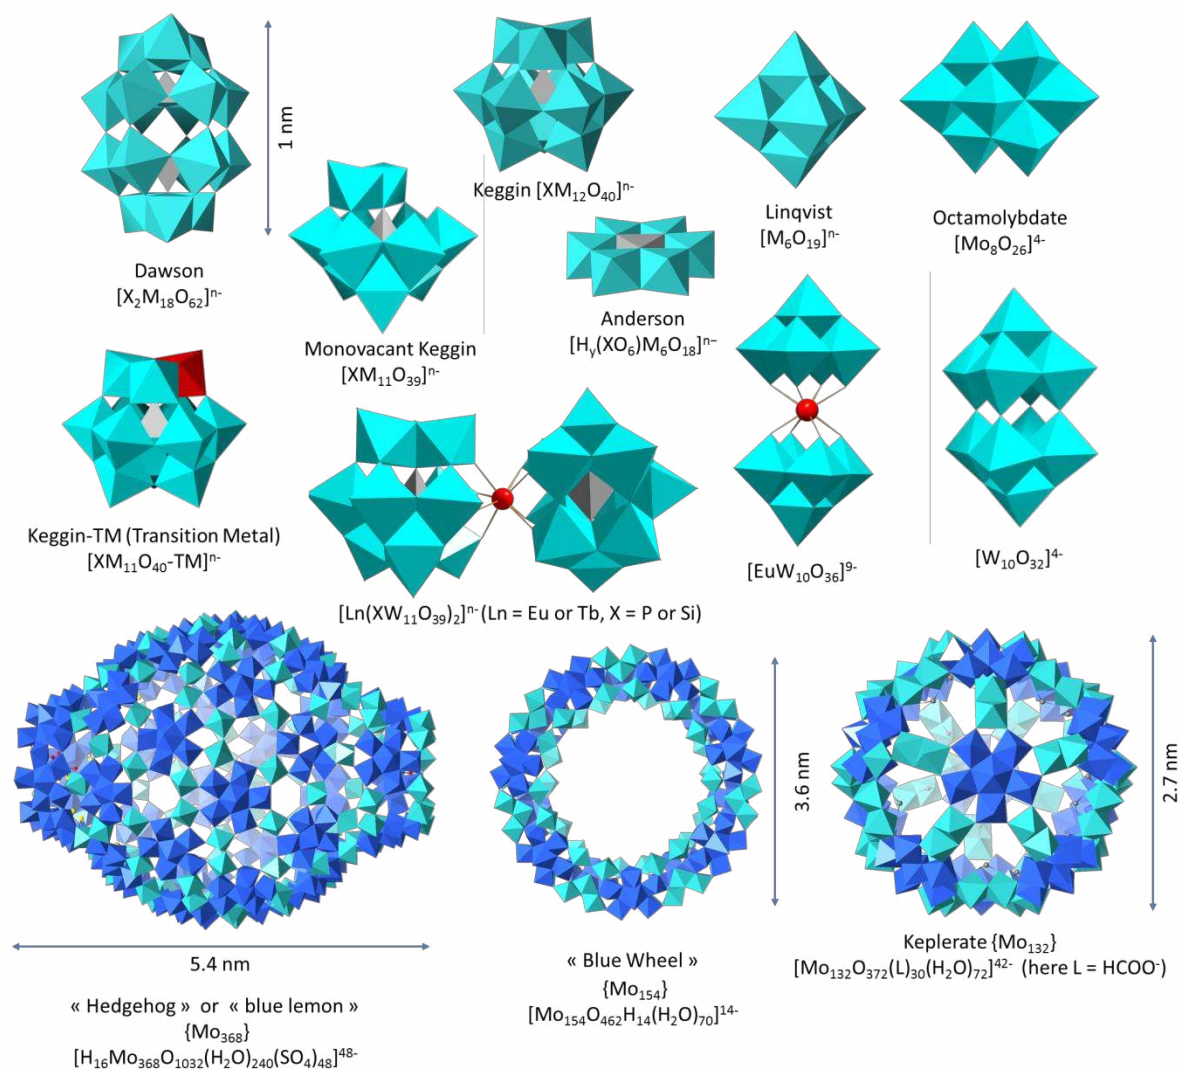 1 nm
Keggin [XM₁₂O₄₀]ⁿ⁻
Linqvist
[M₆O₁₉]ⁿ⁻
Octamolybdate
[Mo₈O₂₆]⁴⁻
Dawson
[X₂M₁₈O₆₂]ⁿ⁻
Monovacant Keggin
[XM₁₁O₃₉]ⁿ⁻
Anderson
[Hᵧ(XO₆)M₆O₁₈]ⁿ⁻
Keggin-TM (Transition Metal)
[XM₁₁O₄₀-TM]ⁿ⁻
[Ln(XW₁₁O₃₉)₂]ⁿ⁻ (Ln = Eu or Tb, X = P or Si)
[EuW₁₀O₃₆]⁹⁻
[W₁₀O₃₂]⁴⁻
5.4 nm
« Hedgehog » or « blue lemon »
{Mo₃₆₈}
[H₁₆Mo₃₆₈O₁₀₃₂(H₂O)₂₄₀(SO₄)₄₈]⁴⁸⁻
3.6 nm
« Blue Wheel »
{Mo₁₅₄}
[Mo₁₅₄O₄₆₂H₁₄(H₂O)₇₀]¹⁴⁻
2.7 nm
Keplerate {Mo₁₃₂}
[Mo₁₃₂O₃₇₂(L)₃₀(H₂O)₇₂]⁴²⁻ (here L = HCOO⁻)